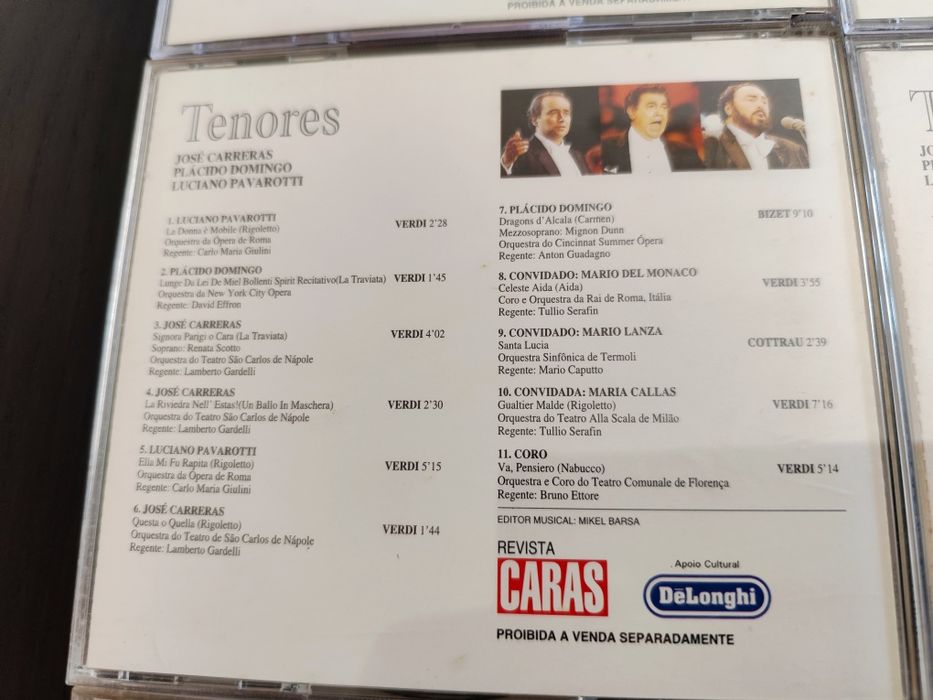 PROIBIDA A VENDA SEPARADAMENTE
Tenores
JOSÉ CARRERAS
PLÁCIDO DOMINGO
LUCIANO PAVAROTTI
1. LUCIANO PAVAROTTI
La Donna è Mobile (Rigoletto) VERDI 2'28
Orquestra da Ópera de Roma
Regente: Carlo Maria Giulini
2. PLÁCIDO DOMINGO
Lunge Da Lei De Miel Bollenti Spirit Recitativo(La Traviata) VERDI 1'45
Orquestra da New York City Opera
Regente: David Effron
3. JOSÉ CARRERAS
Signora Parigi o Cara (La Traviata) VERDI 4'02
Soprano: Renata Scotto
Orquestra do Teatro São Carlos de Nápole
Regente: Lamberto Gardelli
4. JOSÉ CARRERAS
La Riviedra Nell' Estas!(Un Ballo In Maschera) VERDI 2'30
Orquestra do Teatro São Carlos de Nápole
Regente: Lamberto Gardelli
5. LUCIANO PAVAROTTI
Ella Mi Fu Rapita (Rigoletto) VERDI 5'15
Orquestra da Ópera de Roma
Regente: Carlo Maria Giulini
6. JOSÉ CARRERAS
Questa o Quella (Rigoletto) VERDI 1'44
Orquestra do Teatro de São Carlos de Nápole
Regente: Lamberto Gardelli
7. PLÁCIDO DOMINGO
Dragons d'Alcala (Carmen) BIZET 9'10
Mezzosoprano: Mignon Dunn
Orquestra do Cincinnat Summer Ópera
Regente: Anton Guadagno
8. CONVIDADO: MARIO DEL MONACO
Celeste Aida (Aida) VERDI 3'55
Coro e Orquestra da Rai de Roma, Itália
Regente: Tullio Serafin
9. CONVIDADO: MARIO LANZA
Santa Lucia COTTRAU 2'39
Orquestra Sinfônica de Termoli
Regente: Mario Caputto
10. CONVIDADA: MARIA CALLAS
Gualtier Malde (Rigoletto) VERDI 7'16
Orquestra do Teatro Alla Scala de Milão
Regente: Tullio Serafin
11. CORO
Va, Pensiero (Nabucco) VERDI 5'14
Orquestra e Coro do Teatro Comunale de Florença
Regente: Bruno Ettore
EDITOR MUSICAL: MIKEL BARSA
REVISTA
CARAS
Apoio Cultural
DeLonghi
PROIBIDA A VENDA SEPARADAMENTE